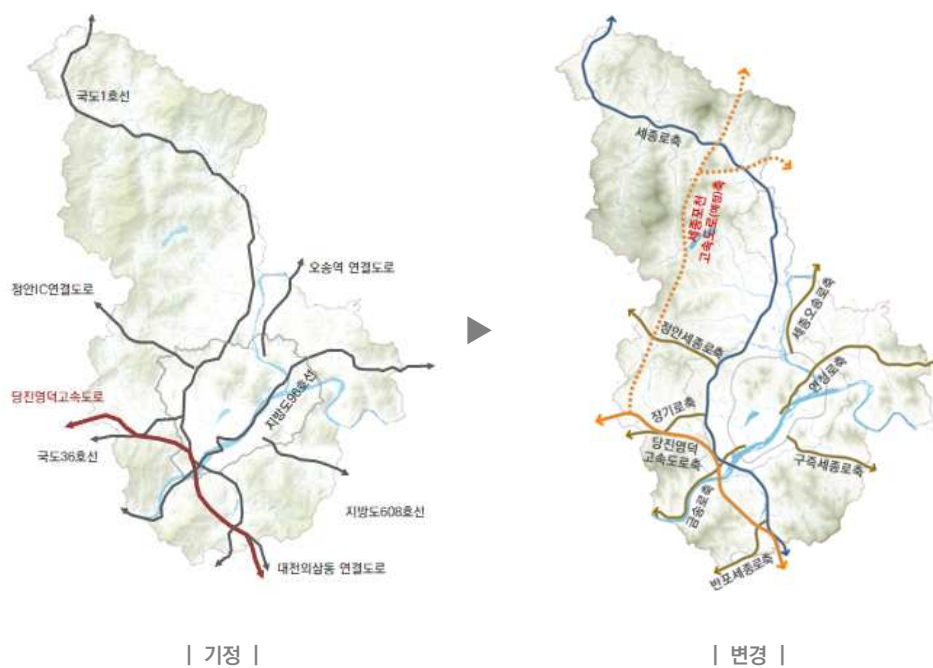 국도1호선
오송역 연결도로
정안IC연결도로
지방도96호선
당진영덕고속도로
국도36호선
지방도608호선
대전외삼동 연결도로
| 기정 |
세종로축
세종포천
고속도로(예정)축
세종오송로축
정안세종로축
연청로축
장기로축
당진영덕
고속도로축
구즉세종로축
금송로축
반포세종로축
| 변경 |